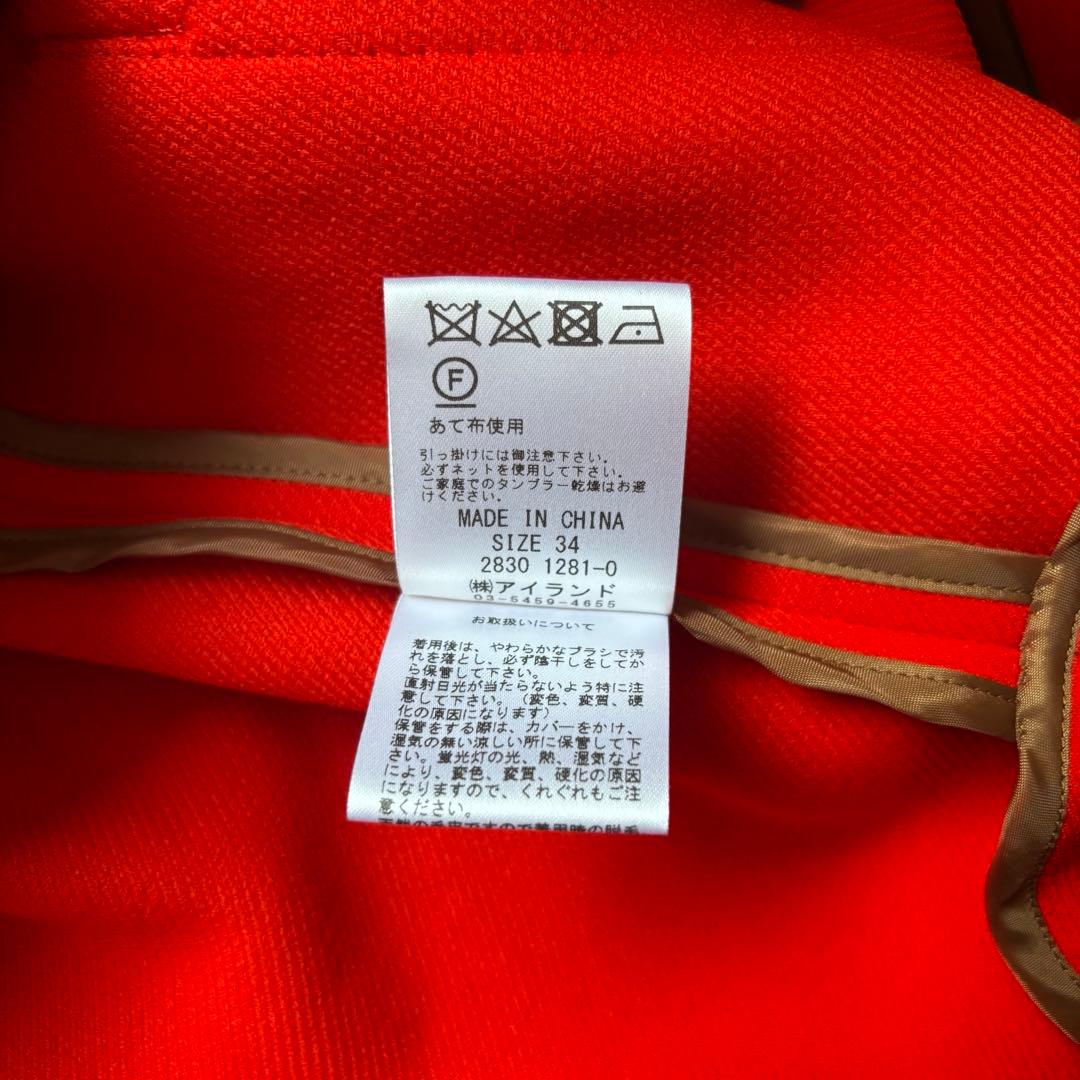 F
あて布使用
引っ掛けには御注意下さい。
必ずネットを使用して下さい。
ご家庭でのタンブラー乾燥はお避
けください。
MADE IN CHINA
SIZE 34
2830 1281-0
(株)アイランド
03-5459-4655
お取扱いについて
着用後は、やわらかなブラシで汚
れを落とし、必ず陰干しをしてか
ら保管して下さい。
直射日光が当たらないよう特に注
意して下さい。（変色、変質、硬
化の原因になります）
保管をする際は、カバーをかけ、
湿気の無い涼しい所に保管して下
さい。蛍光灯の光、熱、湿気など
により、変色、変質、硬化の原因
になりますので、くれぐれもご注
意ください。